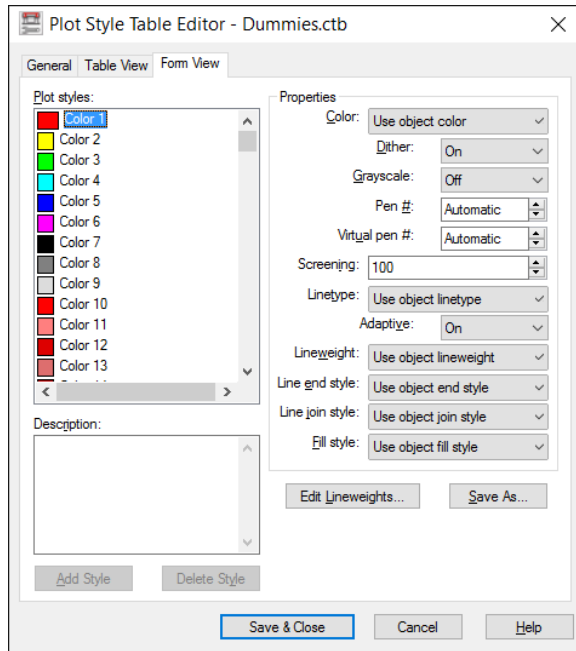 Plot Style Table Editor - Dummies.ctb
General Table View Form View
Plot styles:
Color 1
Color 2
Color 3
Color 4
Color 5
Color 6
Color 7
Color 8
Color 9
Color 10
Color 11
Color 12
Color 13
Description:
Add Style Delete Style
Properties
Color: Use object color
Dither: On
Grayscale: Off
Pen #: Automatic
Virtual pen #: Automatic
Screening: 100
Linetype: Use object linetype
Adaptive: On
Lineweight: Use object lineweight
Line end style: Use object end style
Line join style: Use object join style
Fill style: Use object fill style
Edit Lineweights... Save As...
Save & Close Cancel Help